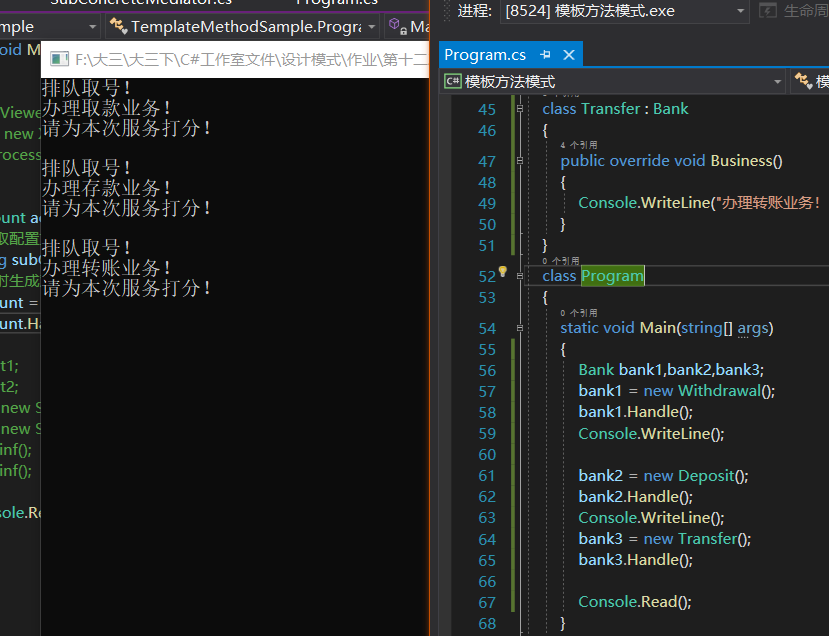 SubConcreteMediator.cs
Program.cs
mple
TemplateMethodSample.Progra
Ma
oid M
Viewe
new
rocess
ount a
取配置
g sub
时生成
unt =
unt.Ha
t1;
t2;
new S
new S
inf();
inf();
sole.Re
F:\大三\大三下\C#工作室文件\设计模式\作业\第十二
排队取号!
办理取款业务!
请为本次服务打分!
排队取号!
办理存款业务!
请为本次服务打分!
排队取号!
办理转账业务!
请为本次服务打分!
进程: [8524] 模板方法模式.exe
生命周
Program.cs
C# 模板方法模式
模
45 class Transfer : Bank
46 {
4 个引用
47 public override void Business()
48 {
49 Console.WriteLine("办理转账业务!
50 }
51 }
0 个引用
52 class Program
53 {
0 个引用
54 static void Main(string[] args)
55 {
56 Bank bank1,bank2,bank3;
57 bank1 = new Withdrawal();
58 bank1.Handle();
59 Console.WriteLine();
60
61 bank2 = new Deposit();
62 bank2.Handle();
63 Console.WriteLine();
64 bank3 = new Transfer();
65 bank3.Handle();
66
67 Console.Read();
68 }